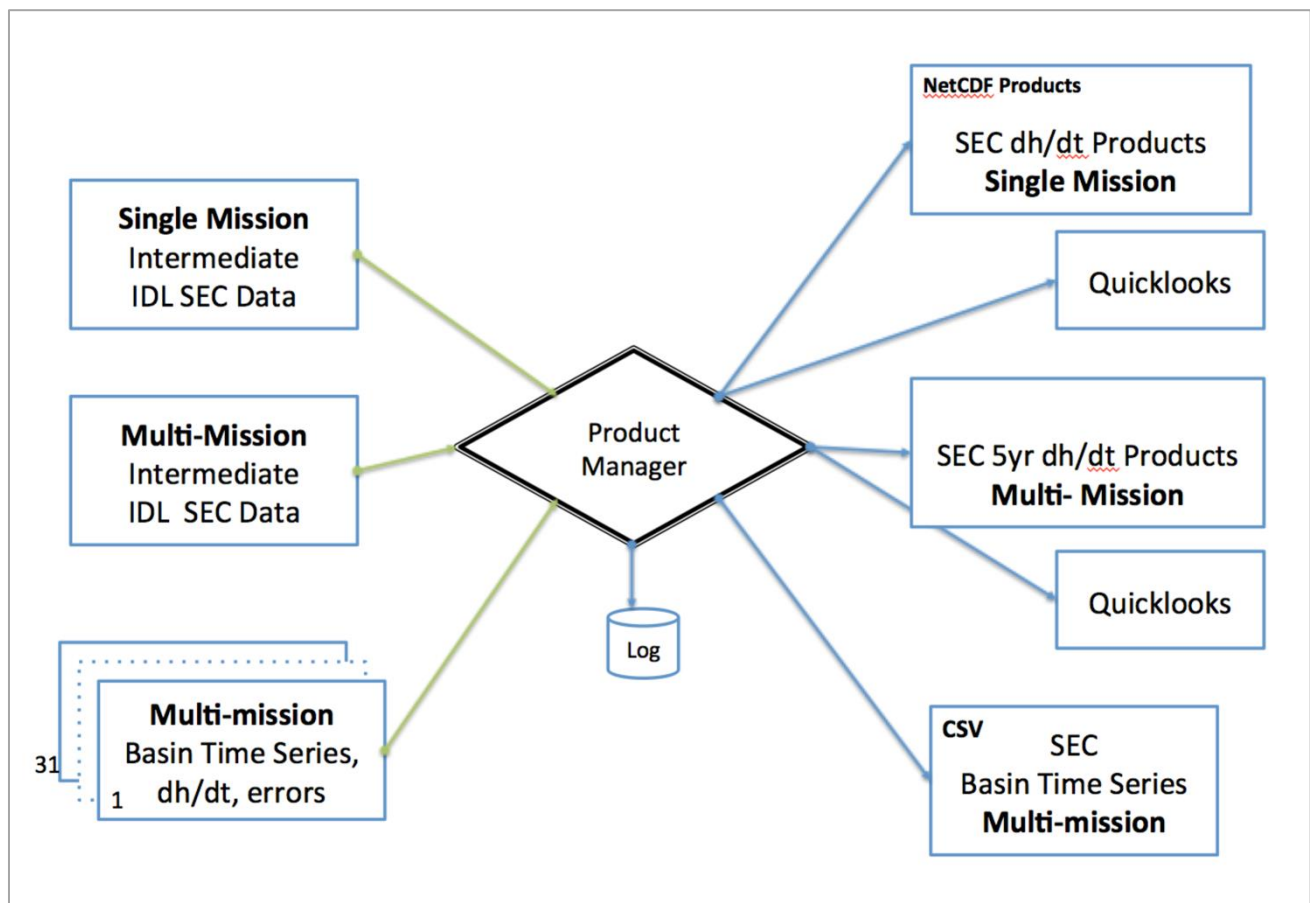 Single Mission
Intermediate
IDL SEC Data
Multi-Mission
Intermediate
IDL SEC Data
31
1
Multi-mission
Basin Time Series,
dh/dt, errors
Product
Manager
Log
NetCDF Products
SEC dh/dt Products
Single Mission
Quicklooks
SEC 5yr dh/dt Products
Multi- Mission
Quicklooks
CSV
SEC
Basin Time Series
Multi-mission